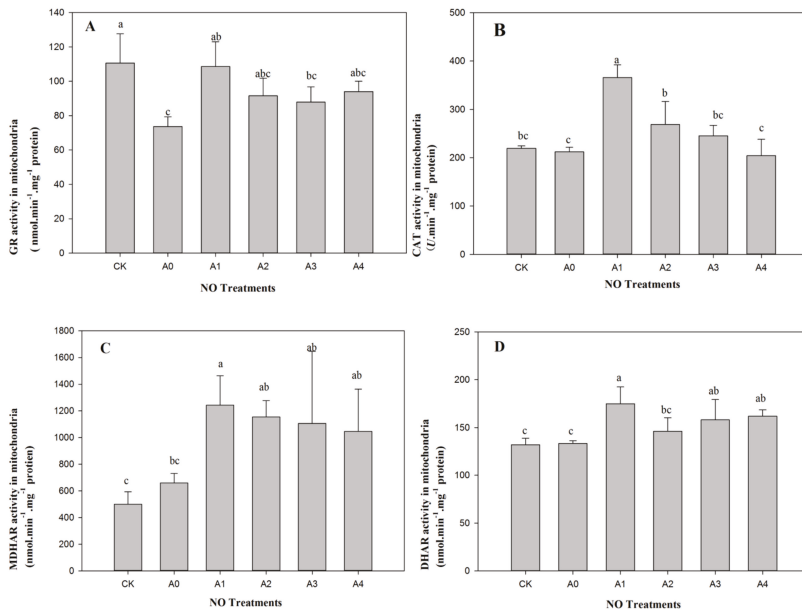 A
GR activity in mitochondria
( nmol.min⁻¹.mg⁻¹ protein)
140
120
100
80
60
40
20
0
a
c
ab
abc
bc
abc
CK A0 A1 A2 A3 A4
NO Treatments
B
CAT activity in mitochondria
(U.min⁻¹.mg⁻¹ protein)
500
400
300
200
100
0
bc
c
a
b
bc
c
CK A0 A1 A2 A3 A4
NO Treatments
C
MDHAR activity in mitochondria
(nmol.min⁻¹.mg⁻¹ protien)
1800
1600
1400
1200
1000
800
600
400
200
0
c
bc
a
ab
ab
ab
CK A0 A1 A2 A3 A4
NO Treatments
D
DHAR activity in mitochondria
(nmol.min⁻¹.mg⁻¹ protein)
250
200
150
100
50
0
c
c
a
bc
ab
ab
CK A0 A1 A2 A3 A4
NO Treatments